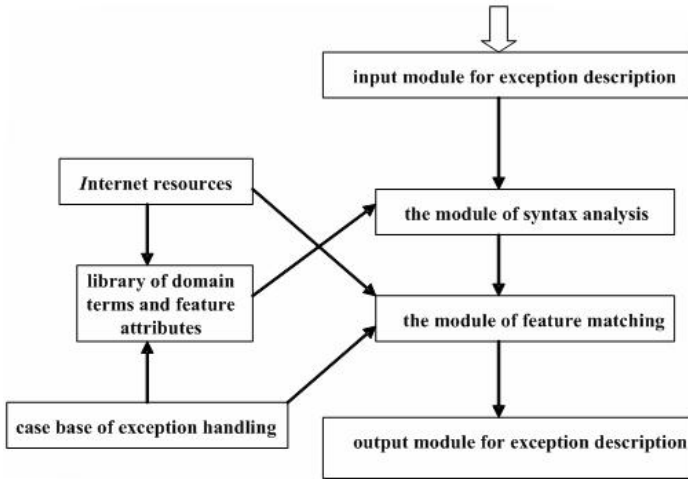 input module for exception description
Internet resources
the module of syntax analysis
library of domain
terms and feature
attributes
the module of feature matching
case base of exception handling
output module for exception description